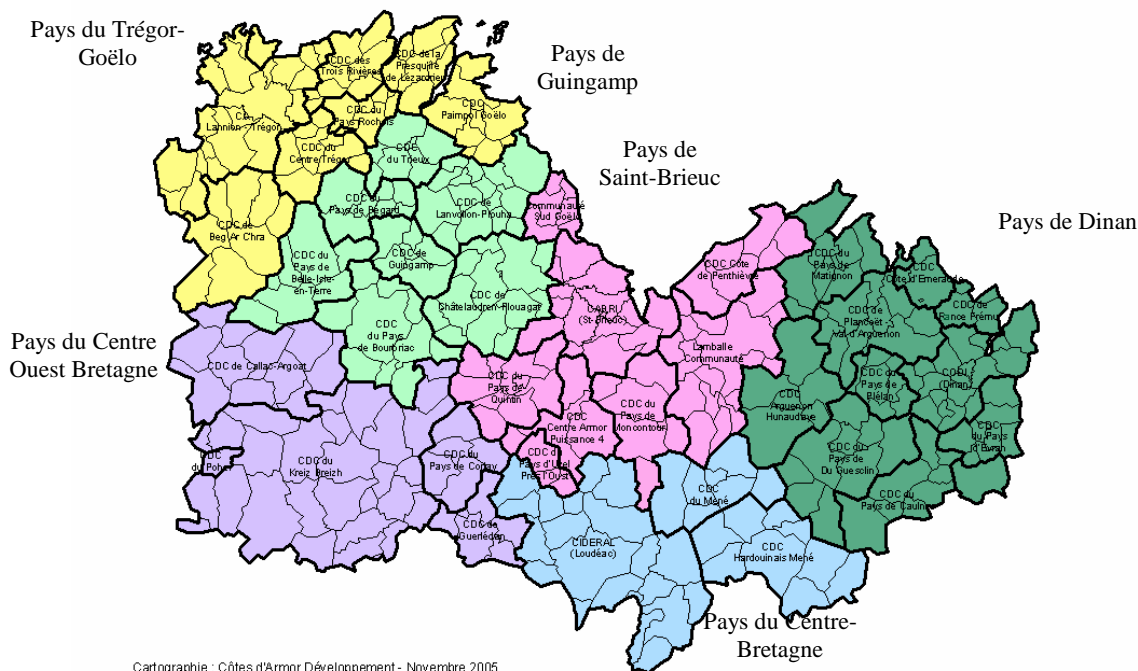 Pays du Trégor-
Goëlo
Pays de
Guingamp
Pays de
Saint-Brieuc
Pays de Dinan
Pays du Centre
Ouest Bretagne
Pays du Centre-
Bretagne
CDC des
Trois Rivières
CDC de la
Presqu'île
de Lézardrieux
CDC
Paimpol Goëlo
CA
Lannion - Trégor
CDC du
Pays Rochois
CDC du
Centre Trégor
CDC
du Trieux
CDC de
Beg Ar C'hra
CDC du
Pays de Bégard
CDC de
Lanvollon-Plouha
Communauté
Sud Goëlo
CDC du
Pays de
Belle-Isle-
en-Terre
CDC de
Guingamp
CDC de
Châtelaudren-Plouagat
CDC
du Pays
de Bourbriac
CABRI
(St-Brieuc)
CDC Côte
de Penthièvre
Lamballe
Communauté
CDC du
Pays de
Matignon
CDC
Côte d'Emeraude
CDC de
Rance Frémur
CDC de
Plancoët
Val d'Arguenon
CDC du
Pays de
Plélan
CODI
(Dinan)
CDC
Arguenon
Hunaudaye
CDC
du Pays
d'Evran
CDC du
Pays de
Du Guesclin
CDC du
Pays de Caulnes
CDC de Callac-Argoat
CDC du
Pays de
Quintin
CDC
Centre Armor
Puissance 4
CDC du
Pays de
Moncontour
CDC
du Poher
CDC du
Kreiz Breizh
CDC du
Pays de Corlay
CDC d
Pays d'Uzel
Près l'Oust
CDC de
Guerlédan
CIDERAL
(Loudéac)
CDC
du Mené
CDC
Hardouinais Mené
Cartographie : Côtes d'Armor Développement - Novembre 2005